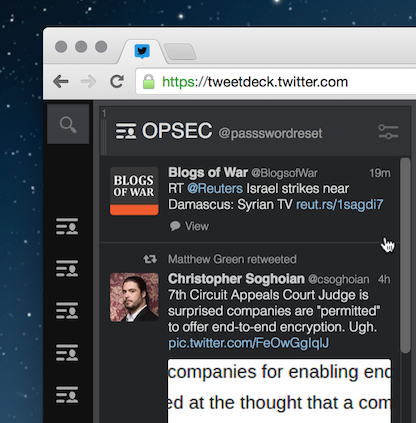 https://tweetdeck.twitter.com
1
OPSEC @passswordreset
Blogs of War @BlogsofWar 19m
BLOGS
OF WAR
RT @Reuters Israel strikes near
Damascus: Syrian TV reut.rs/1sagdi7
View
Matthew Green retweeted
Christopher Soghoian @csoghoian 4h
7th Circuit Appeals Court Judge is
surprised companies are "permitted"
to offer end-to-end encryption. Ugh.
pic.twitter.com/FeOwGgIqlJ
companies for enabling end
ed at the thought that a com